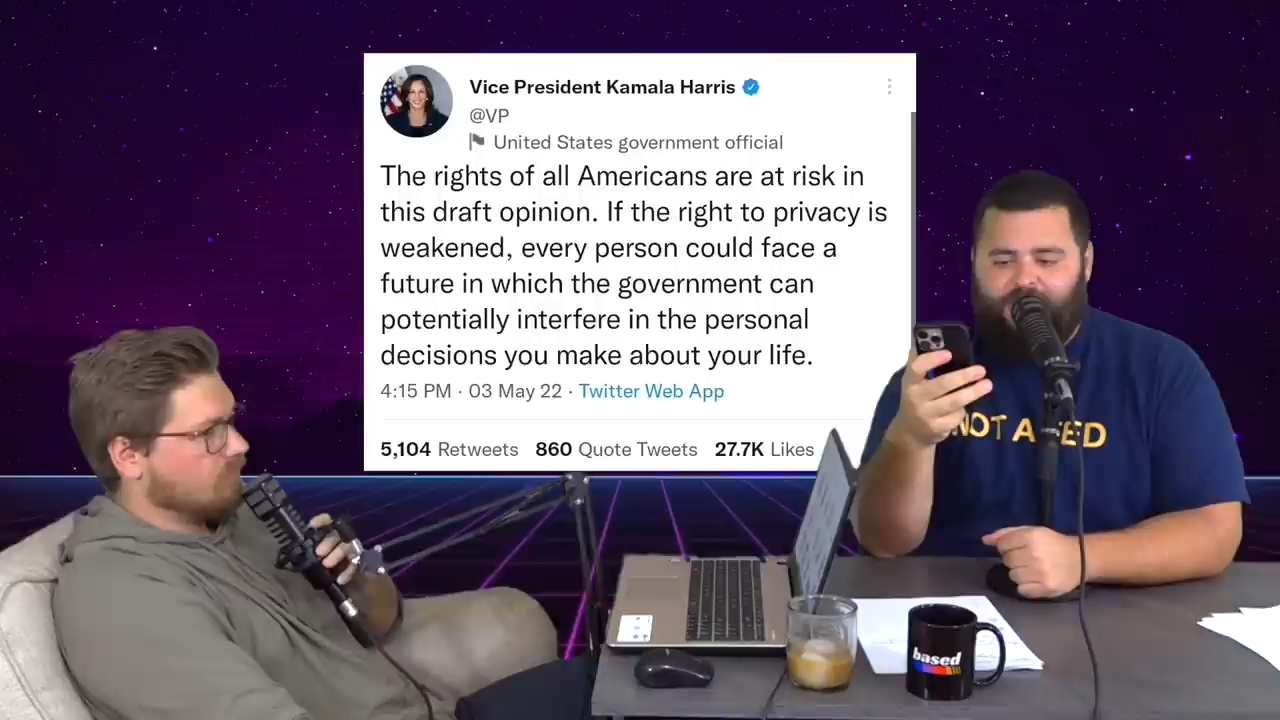 Vice President Kamala Harris
@VP
United States government official
The rights of all Americans are at risk in
this draft opinion. If the right to privacy is
weakened, every person could face a
future in which the government can
potentially interfere in the personal
decisions you make about your life.
4:15 PM · 03 May 22 · Twitter Web App
5,104 Retweets 860 Quote Tweets 27.7K Likes
NOT A FED
based